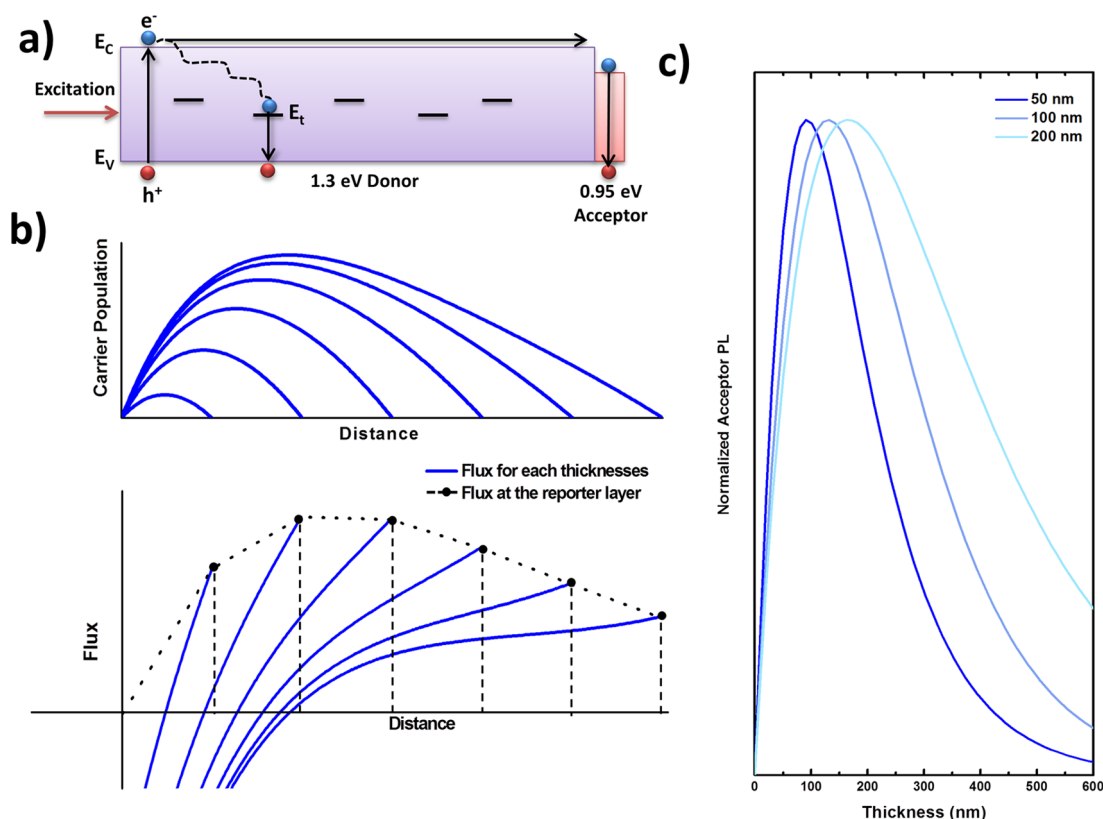 a)
e-
EC
Excitation
Et
EV
h+
1.3 eV Donor
0.95 eV
Acceptor
b)
Carrier Population
Distance
Flux for each thicknesses
Flux at the reporter layer
Flux
Distance
c)
50 nm
100 nm
200 nm
Normalized Acceptor PL
0 100 200 300 400 500 600
Thickness (nm)